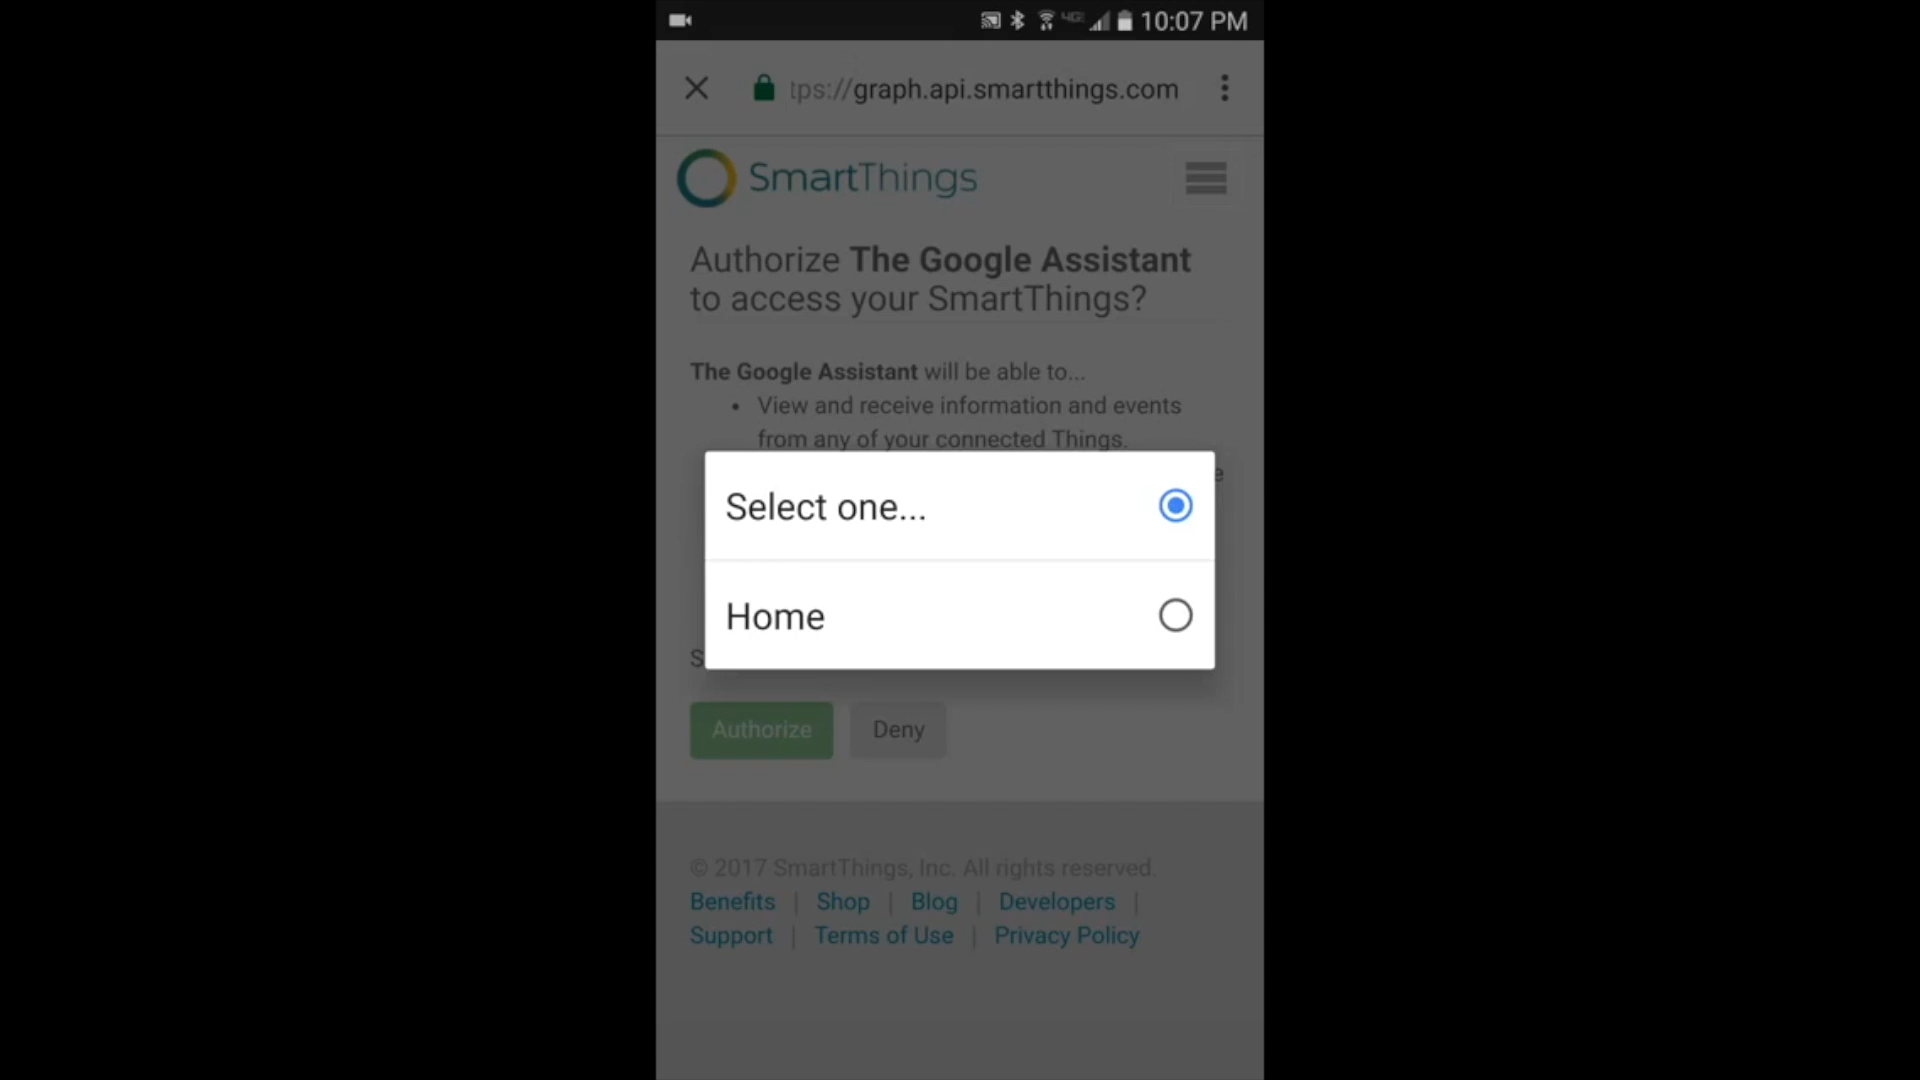 10:07 PM
tps://graph.api.smartthings.com
SmartThings
Authorize The Google Assistant
to access your SmartThings?
The Google Assistant will be able to...
• View and receive information and events
from any of your connected Things.
e
Select one...
Home
S
Authorize Deny
© 2017 SmartThings, Inc. All rights reserved.
Benefits | Shop | Blog | Developers |
Support | Terms of Use | Privacy Policy